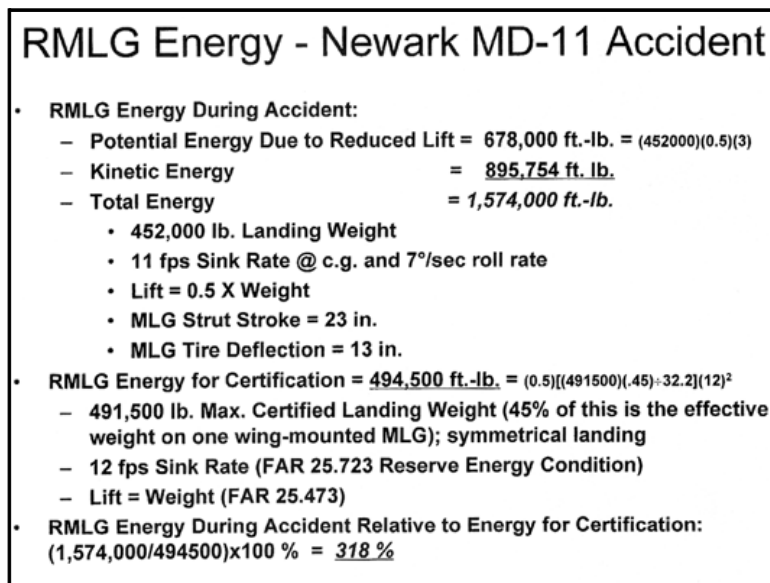 RMLG Energy - Newark MD-11 Accident
• RMLG Energy During Accident:
– Potential Energy Due to Reduced Lift = 678,000 ft.-lb. = (452000)(0.5)(3)
– Kinetic Energy = 895,754 ft. lb.
– Total Energy = 1,574,000 ft.-lb.
• 452,000 lb. Landing Weight
• 11 fps Sink Rate @ c.g. and 7°/sec roll rate
• Lift = 0.5 X Weight
• MLG Strut Stroke = 23 in.
• MLG Tire Deflection = 13 in.
• RMLG Energy for Certification = 494,500 ft.-lb. = (0.5)[(491500)(.45)÷32.2](12)²
– 491,500 lb. Max. Certified Landing Weight (45% of this is the effective
weight on one wing-mounted MLG); symmetrical landing
– 12 fps Sink Rate (FAR 25.723 Reserve Energy Condition)
– Lift = Weight (FAR 25.473)
• RMLG Energy During Accident Relative to Energy for Certification:
(1,574,000/494500)x100 % = 318 %